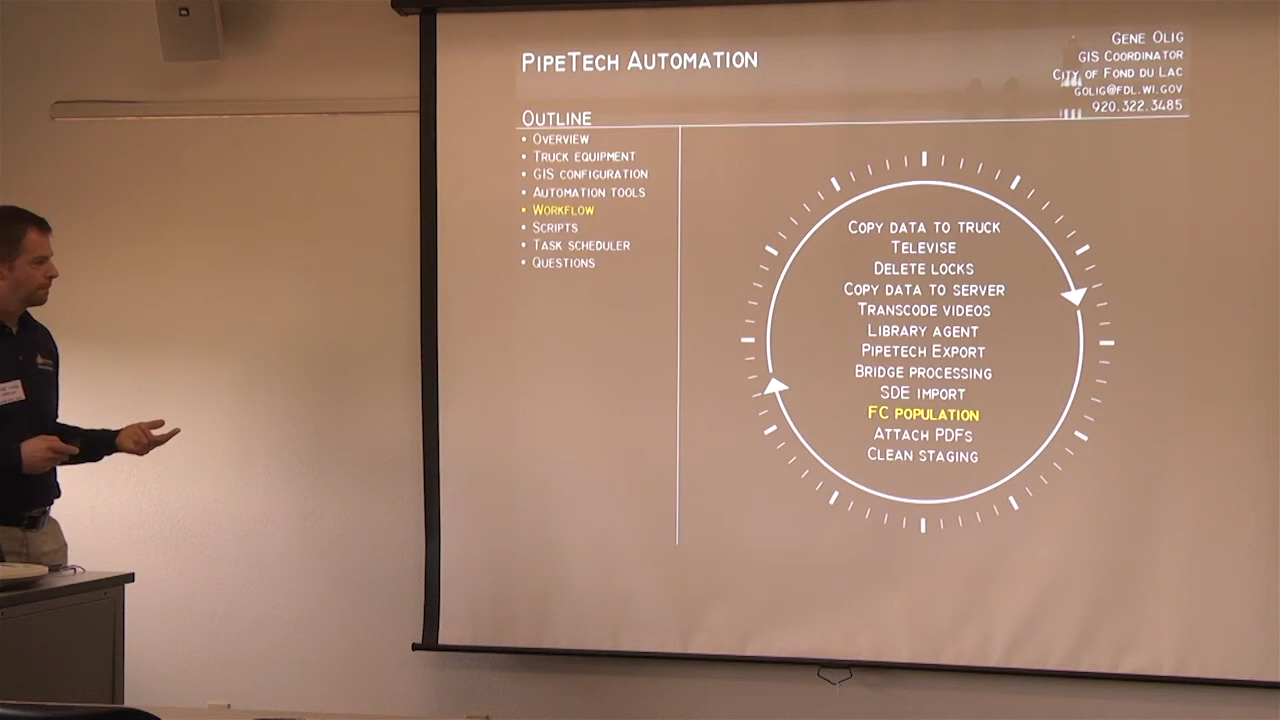 PipeTech Automation
Gene Olig
GIS Coordinator
City of Fond du Lac
golig@fdl.wi.gov
920.322.3485
Outline
• Overview
• Truck equipment
• GIS configuration
• Automation tools
• Workflow
• Scripts
• Task scheduler
• Questions
Copy data to truck
Televise
Delete locks
Copy data to server
Transcode videos
Library agent
Pipetech Export
Bridge processing
SDE import
FC population
Attach PDFs
Clean staging